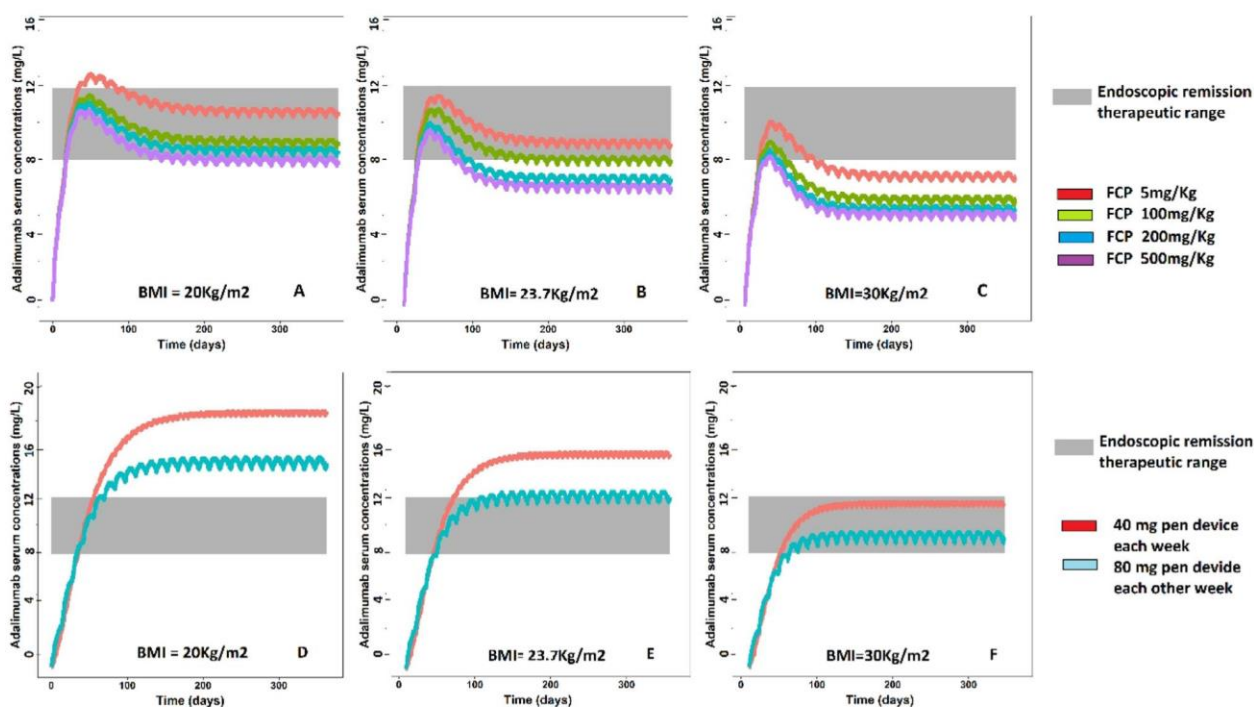 Adalimumab serum concentrations (mg/L)
16
12
8
4
0
BMI = 20Kg/m2 A
0 100 200 300
Time (days)
16
12
8
4
0
Adalimumab serum concentrations (mg/L)
BMI= 23.7Kg/m2 B
0 100 200 300
Time (days)
16
12
8
4
0
Adalimumab serum concentrations (mg/L)
BMI=30Kg/m2 C
0 100 200 300
Time (days)
Endoscopic remission
therapeutic range
FCP 5mg/Kg
FCP 100mg/Kg
FCP 200mg/Kg
FCP 500mg/Kg
Adalimumab serum concentrations (mg/L)
20
16
12
8
4
0
BMI = 20Kg/m2 D
0 100 200 300
Time (days)
Adalimumab serum concentrations (mg/L)
20
16
12
8
4
0
BMI= 23.7Kg/m2 E
0 100 200 300
Time (days)
Adalimumab serum concentrations (mg/L)
20
16
12
8
4
0
BMI=30Kg/m2 F
0 100 200 300
Time (days)
Endoscopic remission
therapeutic range
40 mg pen device
each week
80 mg pen devide
each other week